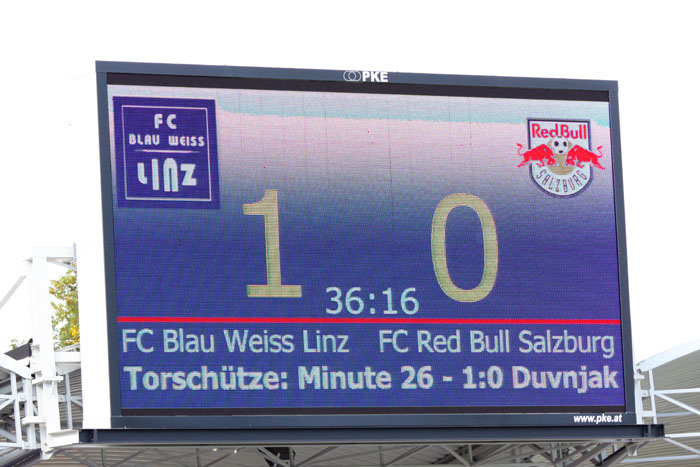 PKE
FC
BLAU WEISS
LINZ
Red Bull
SALZBURG
1 0
36:16
FC Blau Weiss Linz FC Red Bull Salzburg
Torschütze: Minute 26 - 1:0 Duvnjak
www.pke.at